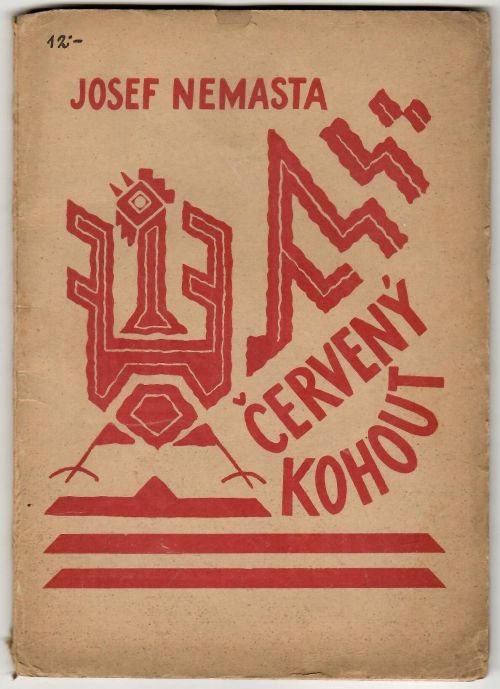 12·-
JOSEF NEMASTA
ČERVENÝ
KOHOUT